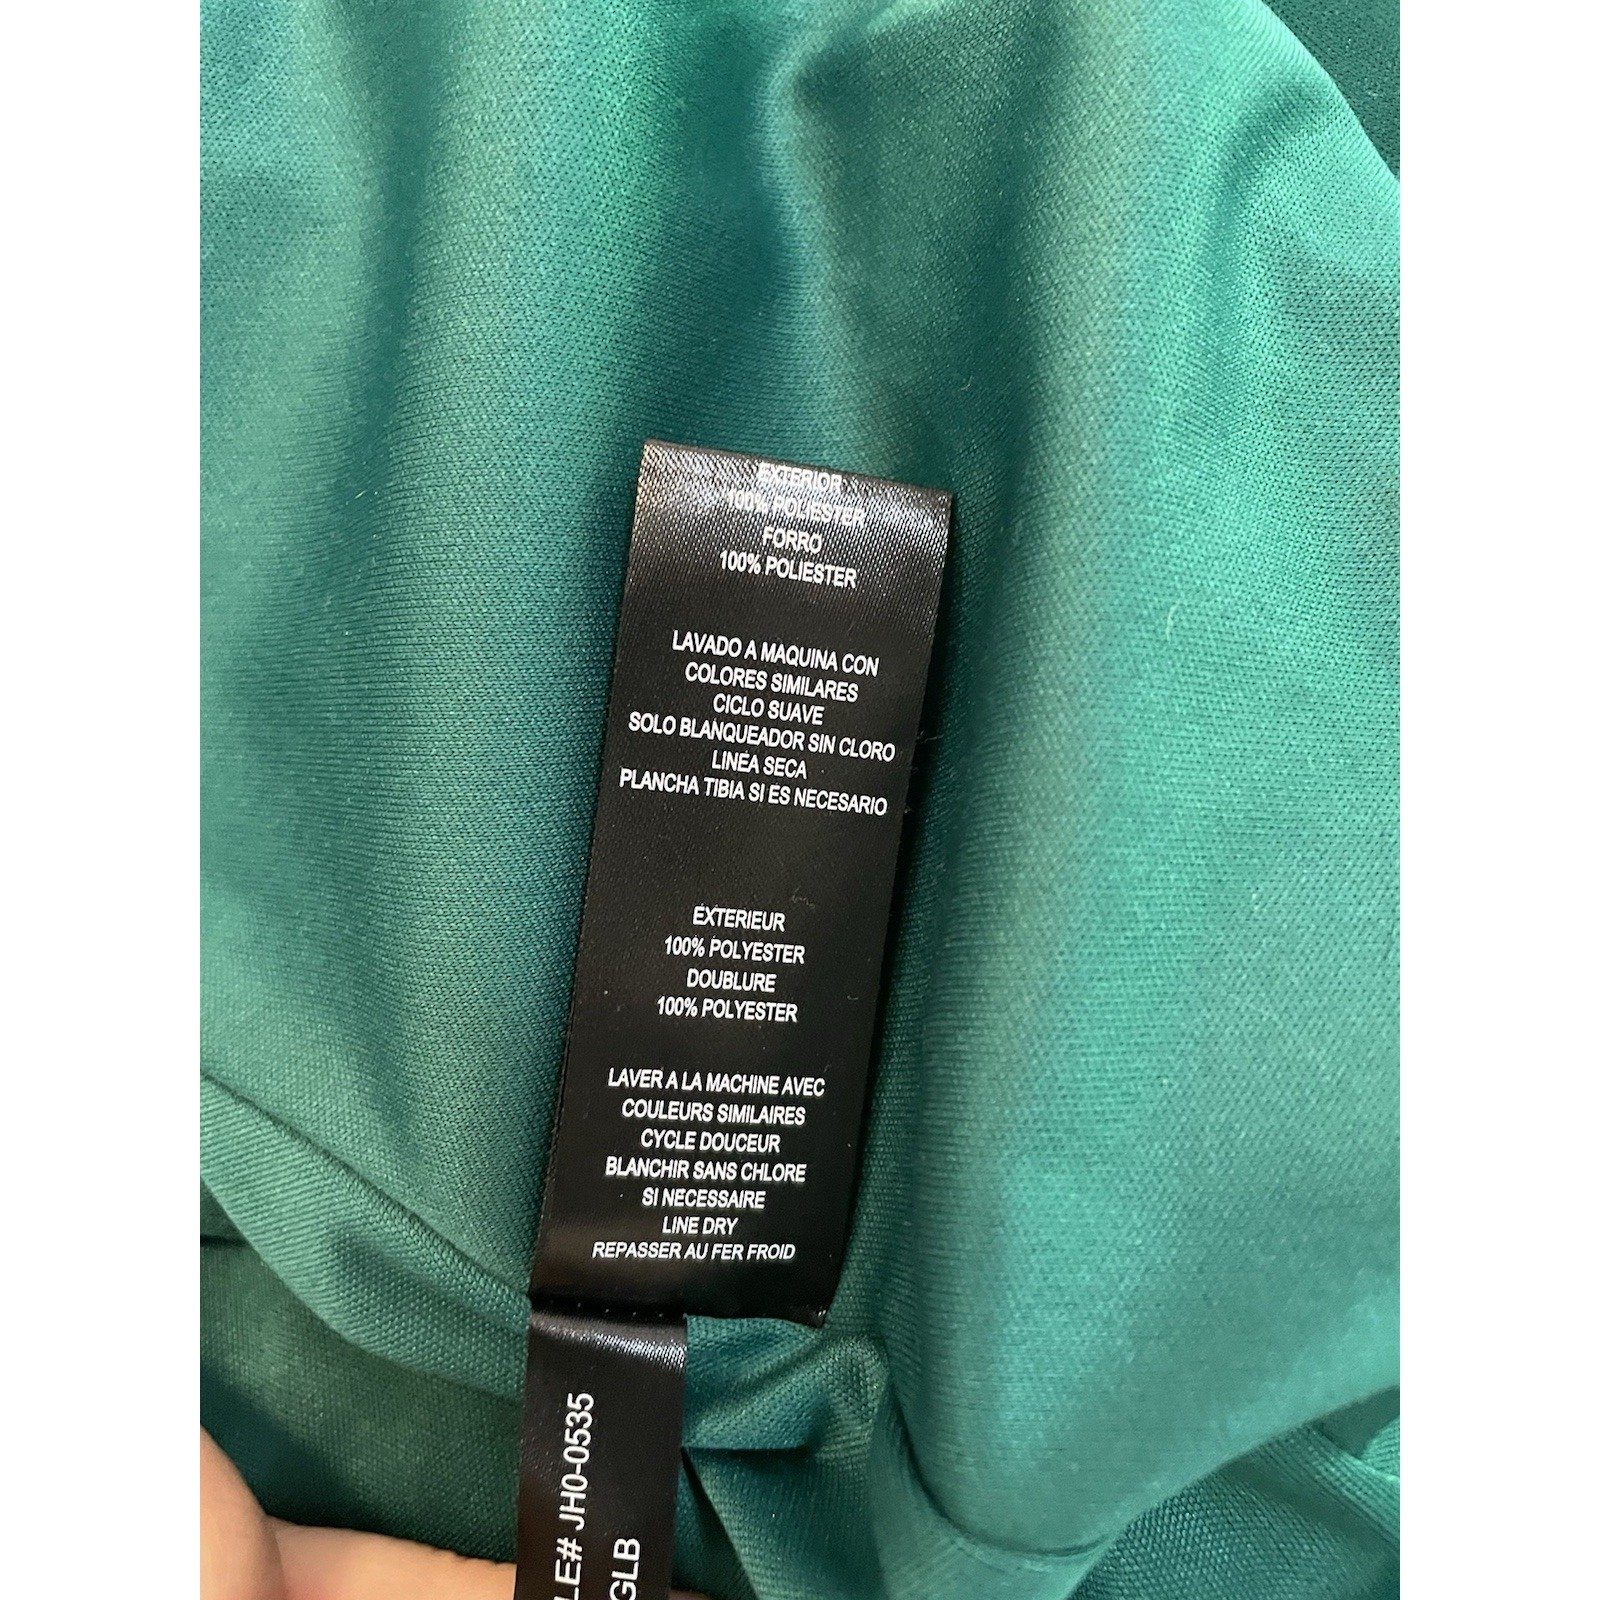 EXTERIOR
100% POLIESTER
FORRO
100% POLIESTER
LAVADO A MAQUINA CON
COLORES SIMILARES
CICLO SUAVE
SOLO BLANQUEADOR SIN CLORO
LINEA SECA
PLANCHA TIBIA SI ES NECESARIO
EXTERIEUR
100% POLYESTER
DOUBLURE
100% POLYESTER
LAVER A LA MACHINE AVEC
COULEURS SIMILAIRES
CYCLE DOUCEUR
BLANCHIR SANS CHLORE
SI NECESSAIRE
LINE DRY
REPASSER AU FER FROID
LE# JH0-0535
GLB